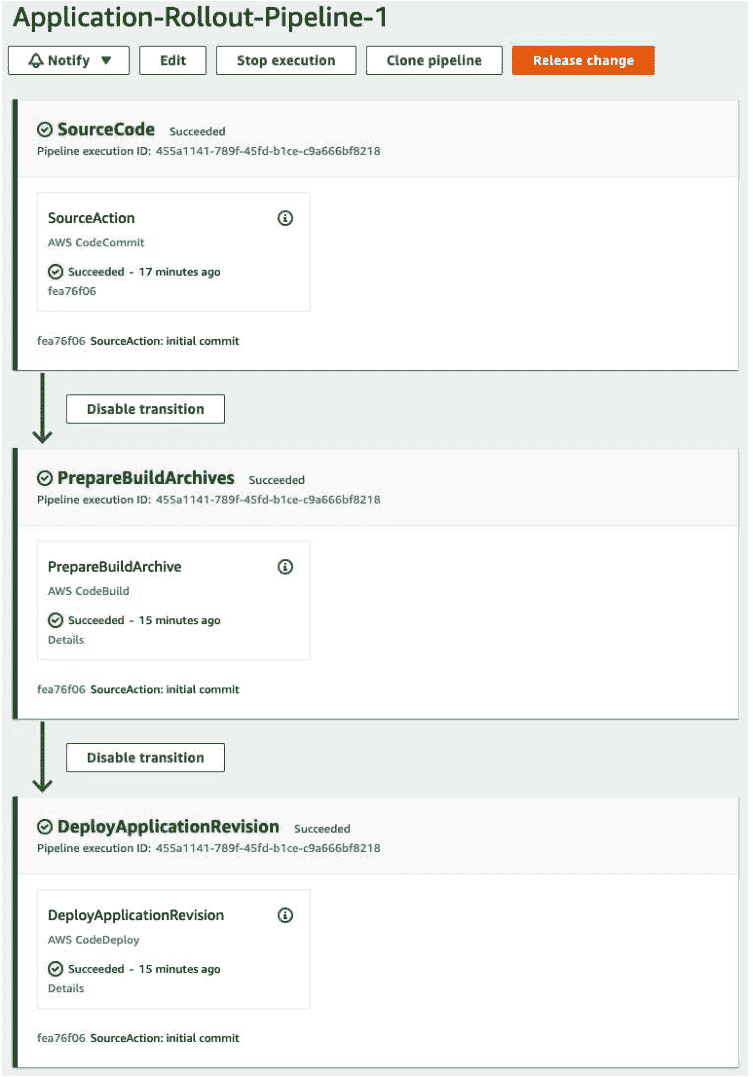 Application-Rollout-Pipeline-1
Notify Edit Stop execution Clone pipeline Release change
SourceCode Succeeded
Pipeline execution ID: 455a1141-789f-45fd-b1ce-c9a666bf8218
SourceAction
AWS CodeCommit
Succeeded - 17 minutes ago
fea76f06
fea76f06 SourceAction: initial commit
Disable transition
PrepareBuildArchives Succeeded
Pipeline execution ID: 455a1141-789f-45fd-b1ce-c9a666bf8218
PrepareBuildArchive
AWS CodeBuild
Succeeded - 15 minutes ago
Details
fea76f06 SourceAction: initial commit
Disable transition
DeployApplicationRevision Succeeded
Pipeline execution ID: 455a1141-789f-45fd-b1ce-c9a666bf8218
DeployApplicationRevision
AWS CodeDeploy
Succeeded - 15 minutes ago
Details
fea76f06 SourceAction: initial commit